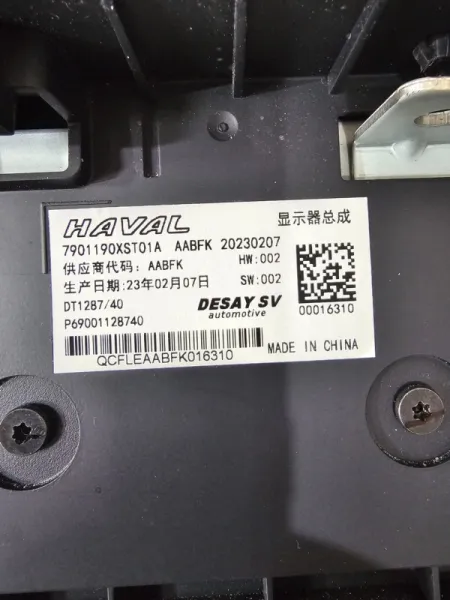 HAVAL 显示器总成
7901190XST01A AABFK 20230207
供应商代码: AABFK HW:002
生产日期:23年02月07日 SW:002
DT1287/40 DESAY SV
automotive 00016310
P69001128740
QCFLEAABFK016310 MADE IN CHINA